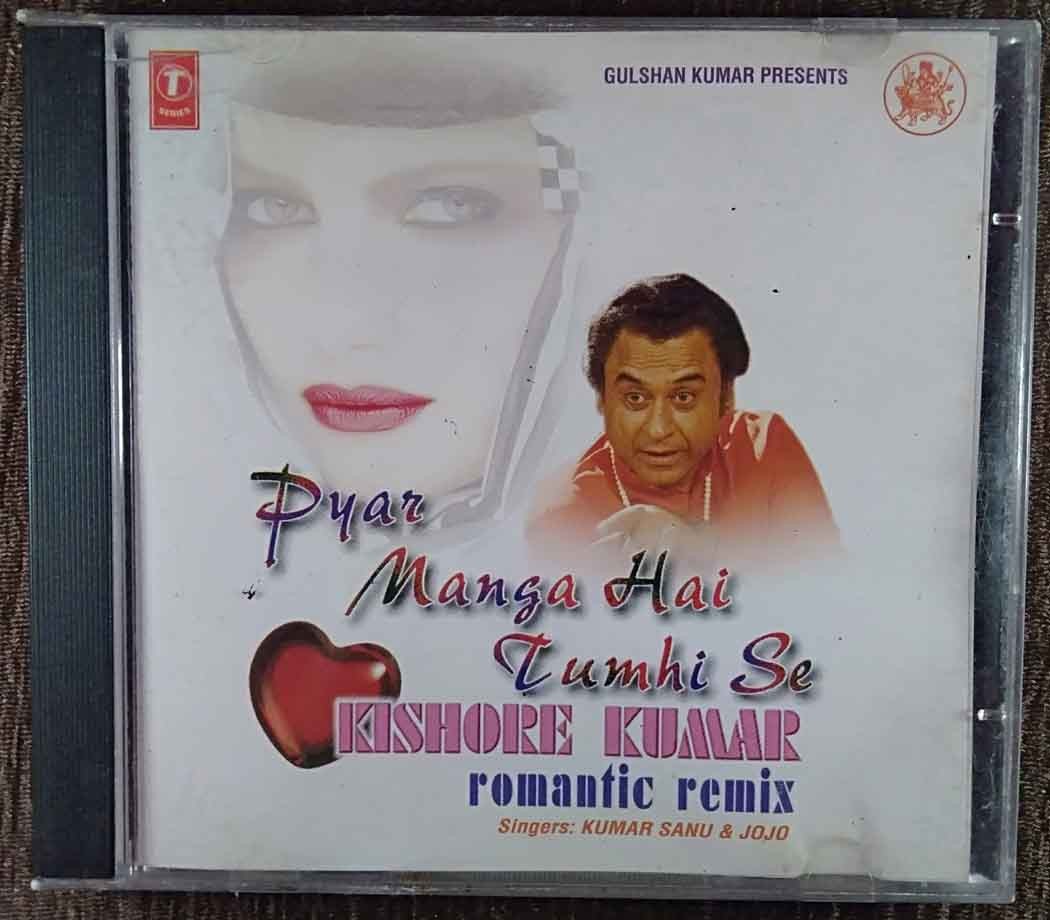 T
SERIES
GULSHAN KUMAR PRESENTS
Pyar
Manga Hai
Tumhi Se
KISHORE KUMAR
romantic remix
Singers: KUMAR SANU & JOJO